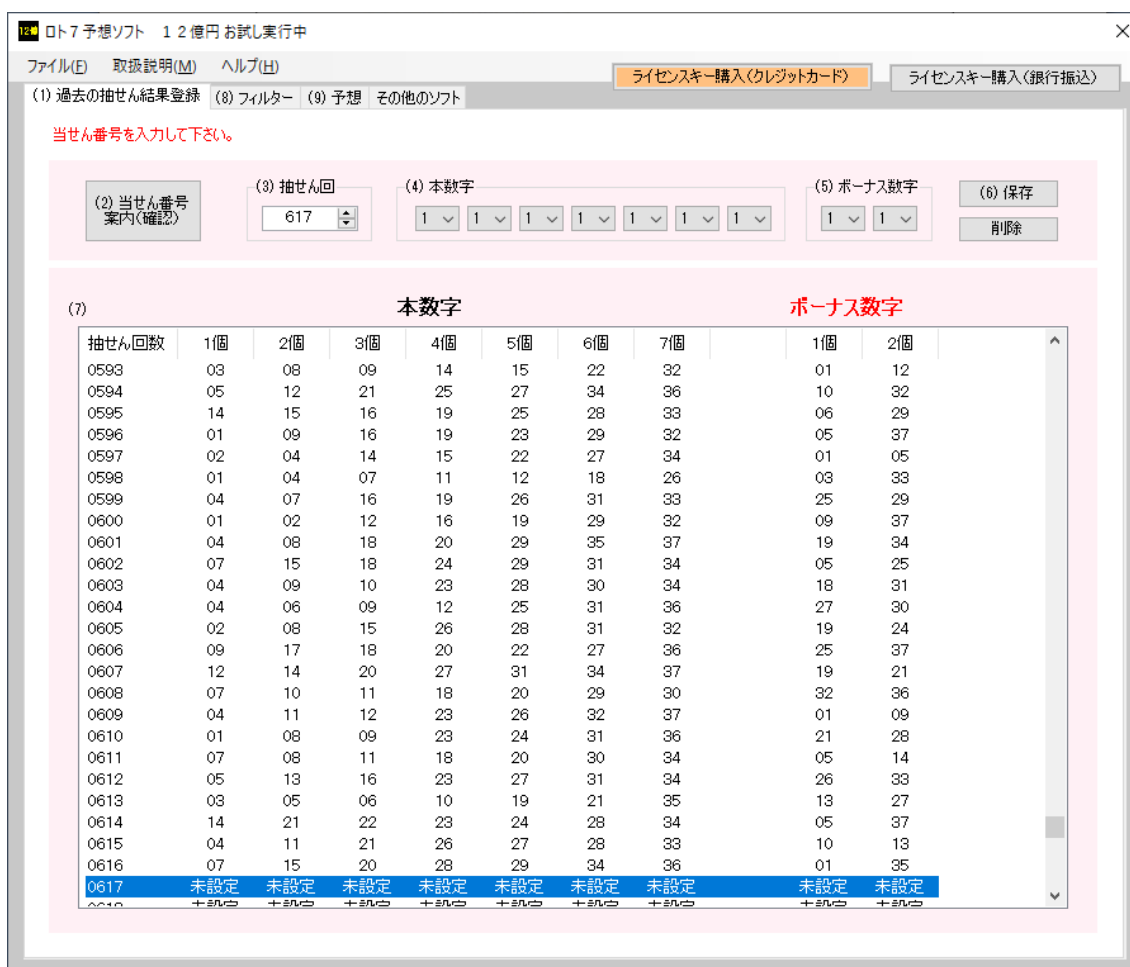 12億 ロト7予想ソフト　１２億円 お試し実行中
ファイル(F) 取扱説明(M) ヘルプ(H)
ライセンスキー購入(クレジットカード) ライセンスキー購入(銀行振込)
(1) 過去の抽せん結果登録 (8) フィルター (9) 予想 その他のソフト
当せん番号を入力して下さい。
(2) 当せん番号
案内(確認)
(3) 抽せん回
617
(4) 本数字
1 1 1 1 1 1 1
(5) ボーナス数字
1 1
(6) 保存
削除
(7) 本数字 ボーナス数字
抽せん回数 1個 2個 3個 4個 5個 6個 7個 1個 2個
0593 03 08 09 14 15 22 32 01 12
0594 05 12 21 25 27 34 36 10 32
0595 14 15 16 19 25 28 33 06 29
0596 01 09 16 19 23 29 32 05 37
0597 02 04 14 15 22 27 34 01 05
0598 01 04 07 11 12 18 26 03 33
0599 04 07 16 19 26 31 33 25 29
0600 01 02 12 16 19 29 32 09 37
0601 04 08 18 20 29 35 37 19 34
0602 07 15 18 24 29 31 34 05 25
0603 04 09 10 23 28 30 34 18 31
0604 04 06 09 12 25 31 36 27 30
0605 02 08 15 26 28 31 32 19 24
0606 09 17 18 20 22 27 36 25 37
0607 12 14 20 27 31 34 37 19 21
0608 07 10 11 18 20 29 30 32 36
0609 04 11 12 23 26 32 37 01 09
0610 01 08 09 23 24 31 36 21 28
0611 07 08 11 18 20 30 34 05 14
0612 05 13 16 23 27 31 34 26 33
0613 03 05 06 10 19 21 35 13 27
0614 14 21 22 23 24 28 34 05 37
0615 04 11 21 26 27 28 33 10 13
0616 07 15 20 28 29 34 36 01 35
0617 未設定 未設定 未設定 未設定 未設定 未設定 未設定 未設定 未設定